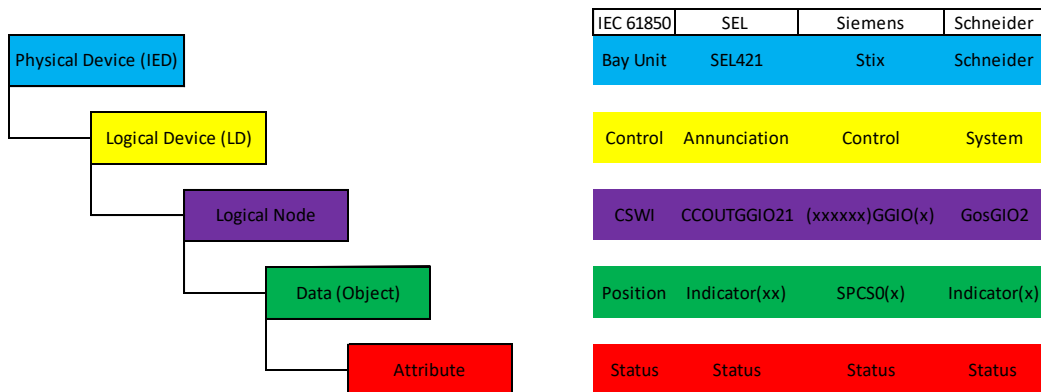 IEC 61850 SEL Siemens Schneider
Physical Device (IED) Bay Unit SEL421 Stix Schneider
Logical Device (LD) Control Annunciation Control System
Logical Node CSWI CCOUTGGIO21 (xxxxxx)GGIO(x) GosGIO2
Data (Object) Position Indicator(xx) SPCS0(x) Indicator(x)
Attribute Status Status Status Status